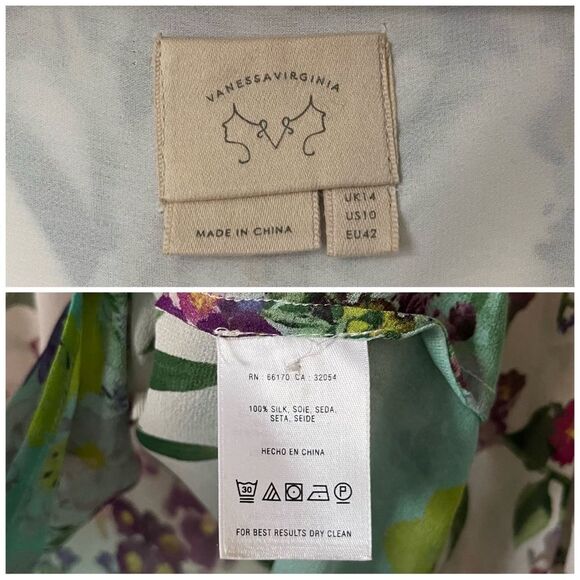 VANESSAVIRGINIA
MADE IN CHINA
UK14
US10
EU42
RN : 66170 CA : 32054
100% SILK, SOIE, SEDA,
SETA, SEIDE
HECHO EN CHINA
30 P
FOR BEST RESULTS DRY CLEAN